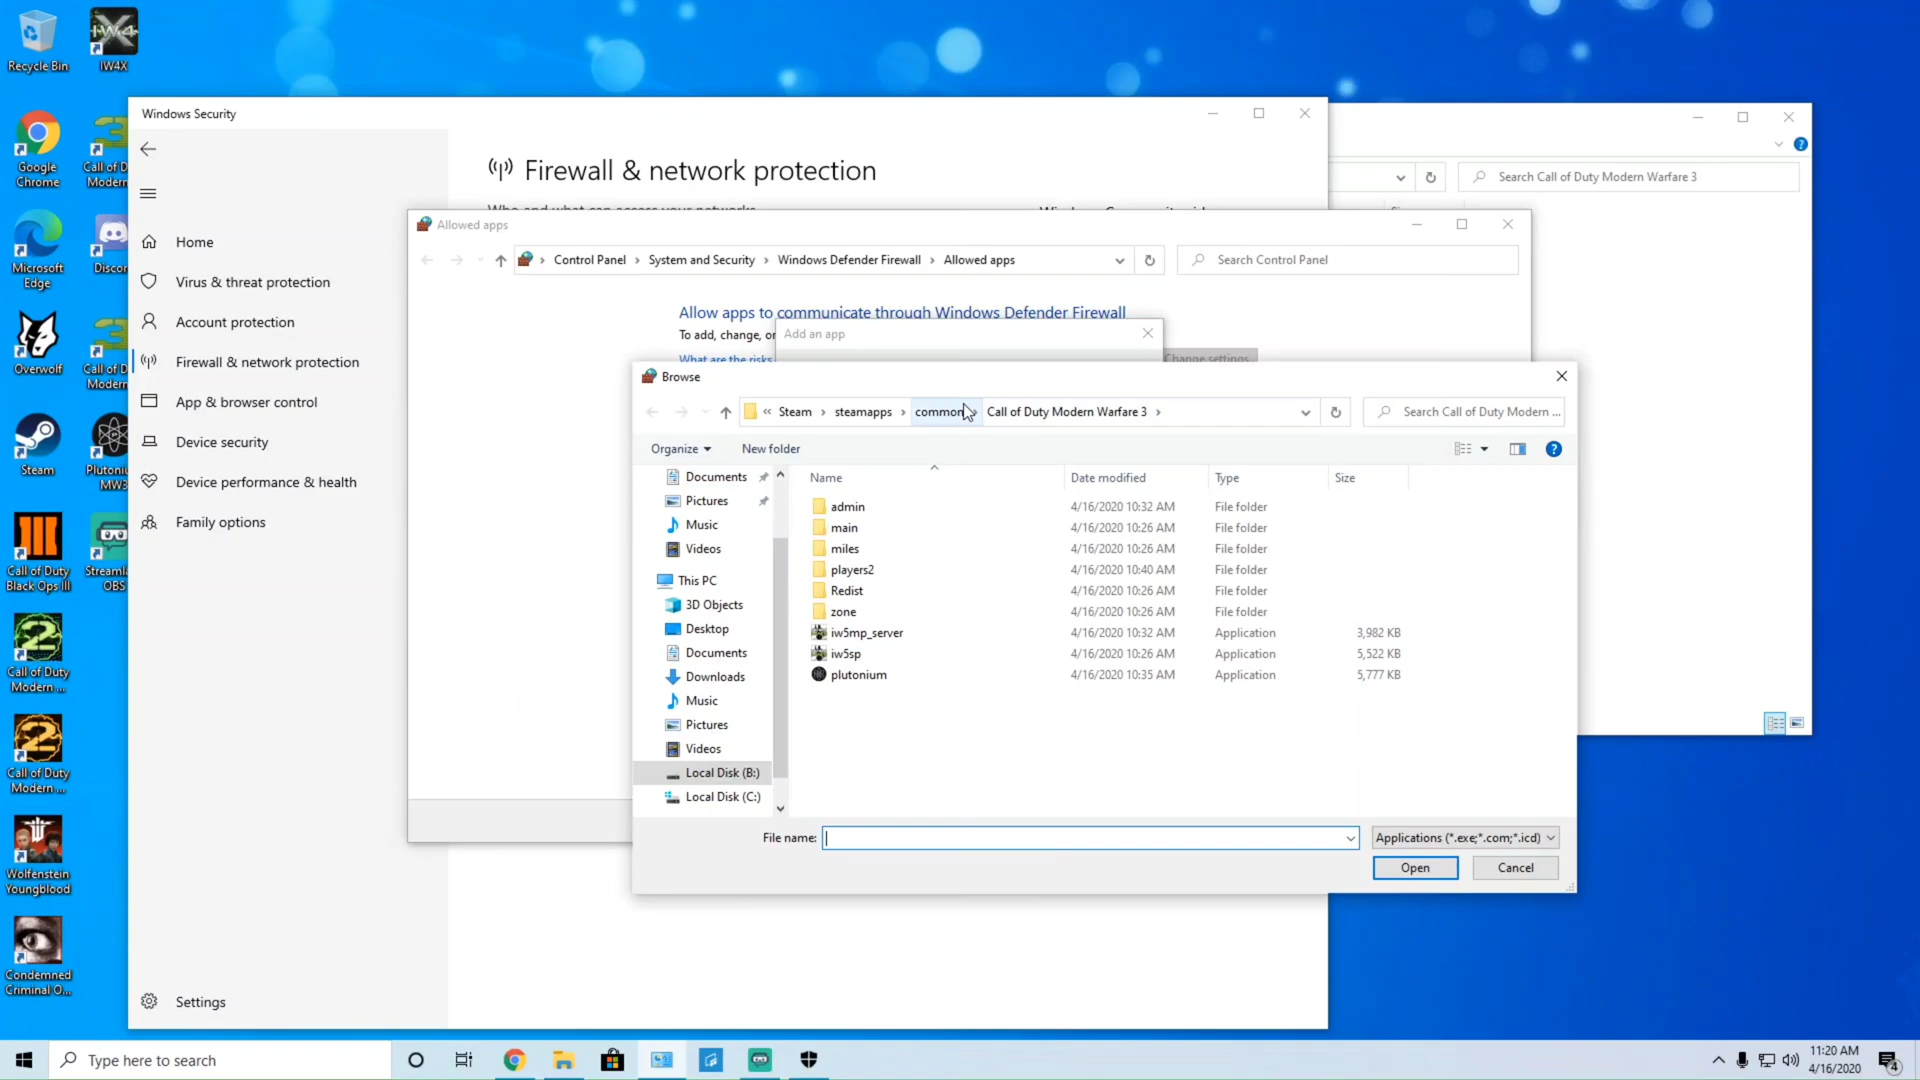 Recycle Bin
IW4X
Google Chrome
Call of D
Modern
Microsoft Edge
Discor
Overwolf
Call of D
Modern
Steam
Plutoniu
MW3
Call of Duty Black Ops III
Streamla
OBS
Call of Duty Modern ...
Call of Duty Modern ...
Wolfenstein Youngblood
Condemned Criminal O...
Windows Security
Firewall & network protection
Home
Virus & threat protection
Account protection
Firewall & network protection
App & browser control
Device security
Device performance & health
Family options
Settings
Search Call of Duty Modern Warfare 3
Allowed apps
Control Panel > System and Security > Windows Defender Firewall > Allowed apps
Search Control Panel
Allow apps to communicate through Windows Defender Firewall
To add, change, or
What are the risks
Change settings
Add an app
Browse
« Steam > steamapps > common > Call of Duty Modern Warfare 3 >
Search Call of Duty Modern ...
Organize
New folder
Documents
Pictures
Music
Videos
This PC
3D Objects
Desktop
Documents
Downloads
Music
Pictures
Videos
Local Disk (B:)
Local Disk (C:)
Name Date modified Type Size
admin 4/16/2020 10:32 AM File folder
main 4/16/2020 10:26 AM File folder
miles 4/16/2020 10:26 AM File folder
players2 4/16/2020 10:40 AM File folder
Redist 4/16/2020 10:26 AM File folder
zone 4/16/2020 10:26 AM File folder
iw5mp_server 4/16/2020 10:32 AM Application 3,982 KB
iw5sp 4/16/2020 10:26 AM Application 5,522 KB
plutonium 4/16/2020 10:35 AM Application 5,777 KB
File name:
Applications (*.exe;*.com;*.icd)
Open
Cancel
Type here to search
11:20 AM
4/16/2020
4